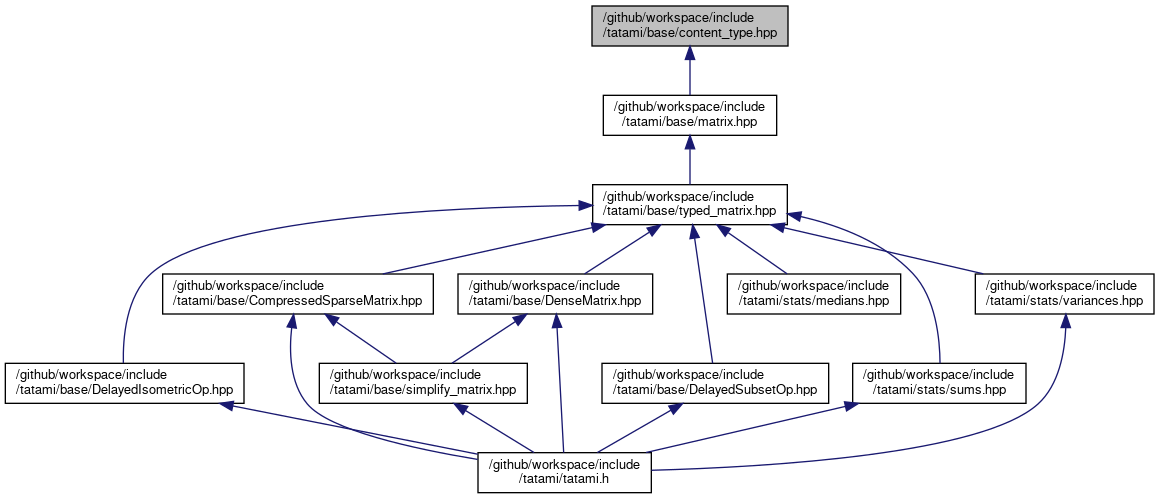 /github/workspace/include
/tatami/base/content_type.hpp
/github/workspace/include
/tatami/base/matrix.hpp
/github/workspace/include
/tatami/base/typed_matrix.hpp
/github/workspace/include
/tatami/base/CompressedSparseMatrix.hpp
/github/workspace/include
/tatami/base/DenseMatrix.hpp
/github/workspace/include
/tatami/stats/medians.hpp
/github/workspace/include
/tatami/stats/variances.hpp
/github/workspace/include
/tatami/base/DelayedIsometricOp.hpp
/github/workspace/include
/tatami/base/simplify_matrix.hpp
/github/workspace/include
/tatami/base/DelayedSubsetOp.hpp
/github/workspace/include
/tatami/stats/sums.hpp
/github/workspace/include
/tatami/tatami.h